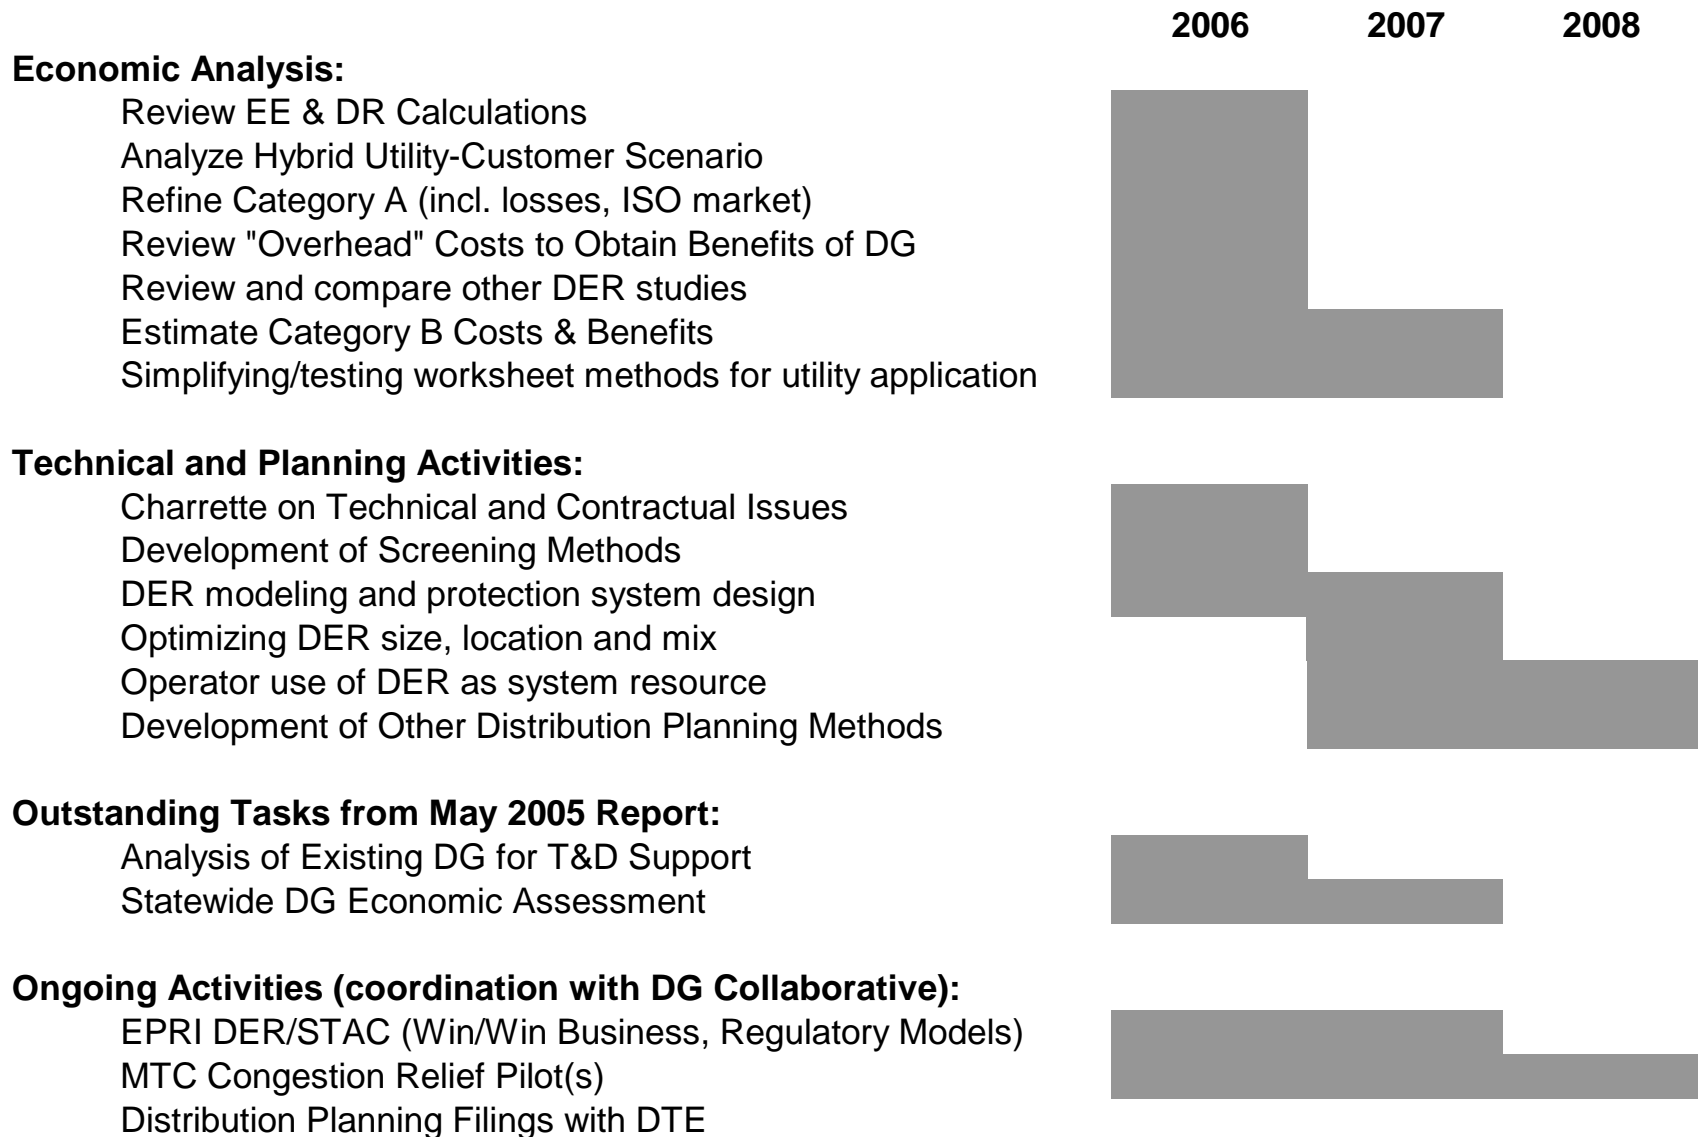 2006 2007 2008
Economic Analysis:
Review EE & DR Calculations
Analyze Hybrid Utility-Customer Scenario
Refine Category A (incl. losses, ISO market)
Review "Overhead" Costs to Obtain Benefits of DG
Review and compare other DER studies
Estimate Category B Costs & Benefits
Simplifying/testing worksheet methods for utility application
Technical and Planning Activities:
Charrette on Technical and Contractual Issues
Development of Screening Methods
DER modeling and protection system design
Optimizing DER size, location and mix
Operator use of DER as system resource
Development of Other Distribution Planning Methods
Outstanding Tasks from May 2005 Report:
Analysis of Existing DG for T&D Support
Statewide DG Economic Assessment
Ongoing Activities (coordination with DG Collaborative):
EPRI DER/STAC (Win/Win Business, Regulatory Models)
MTC Congestion Relief Pilot(s)
Distribution Planning Filings with DTE